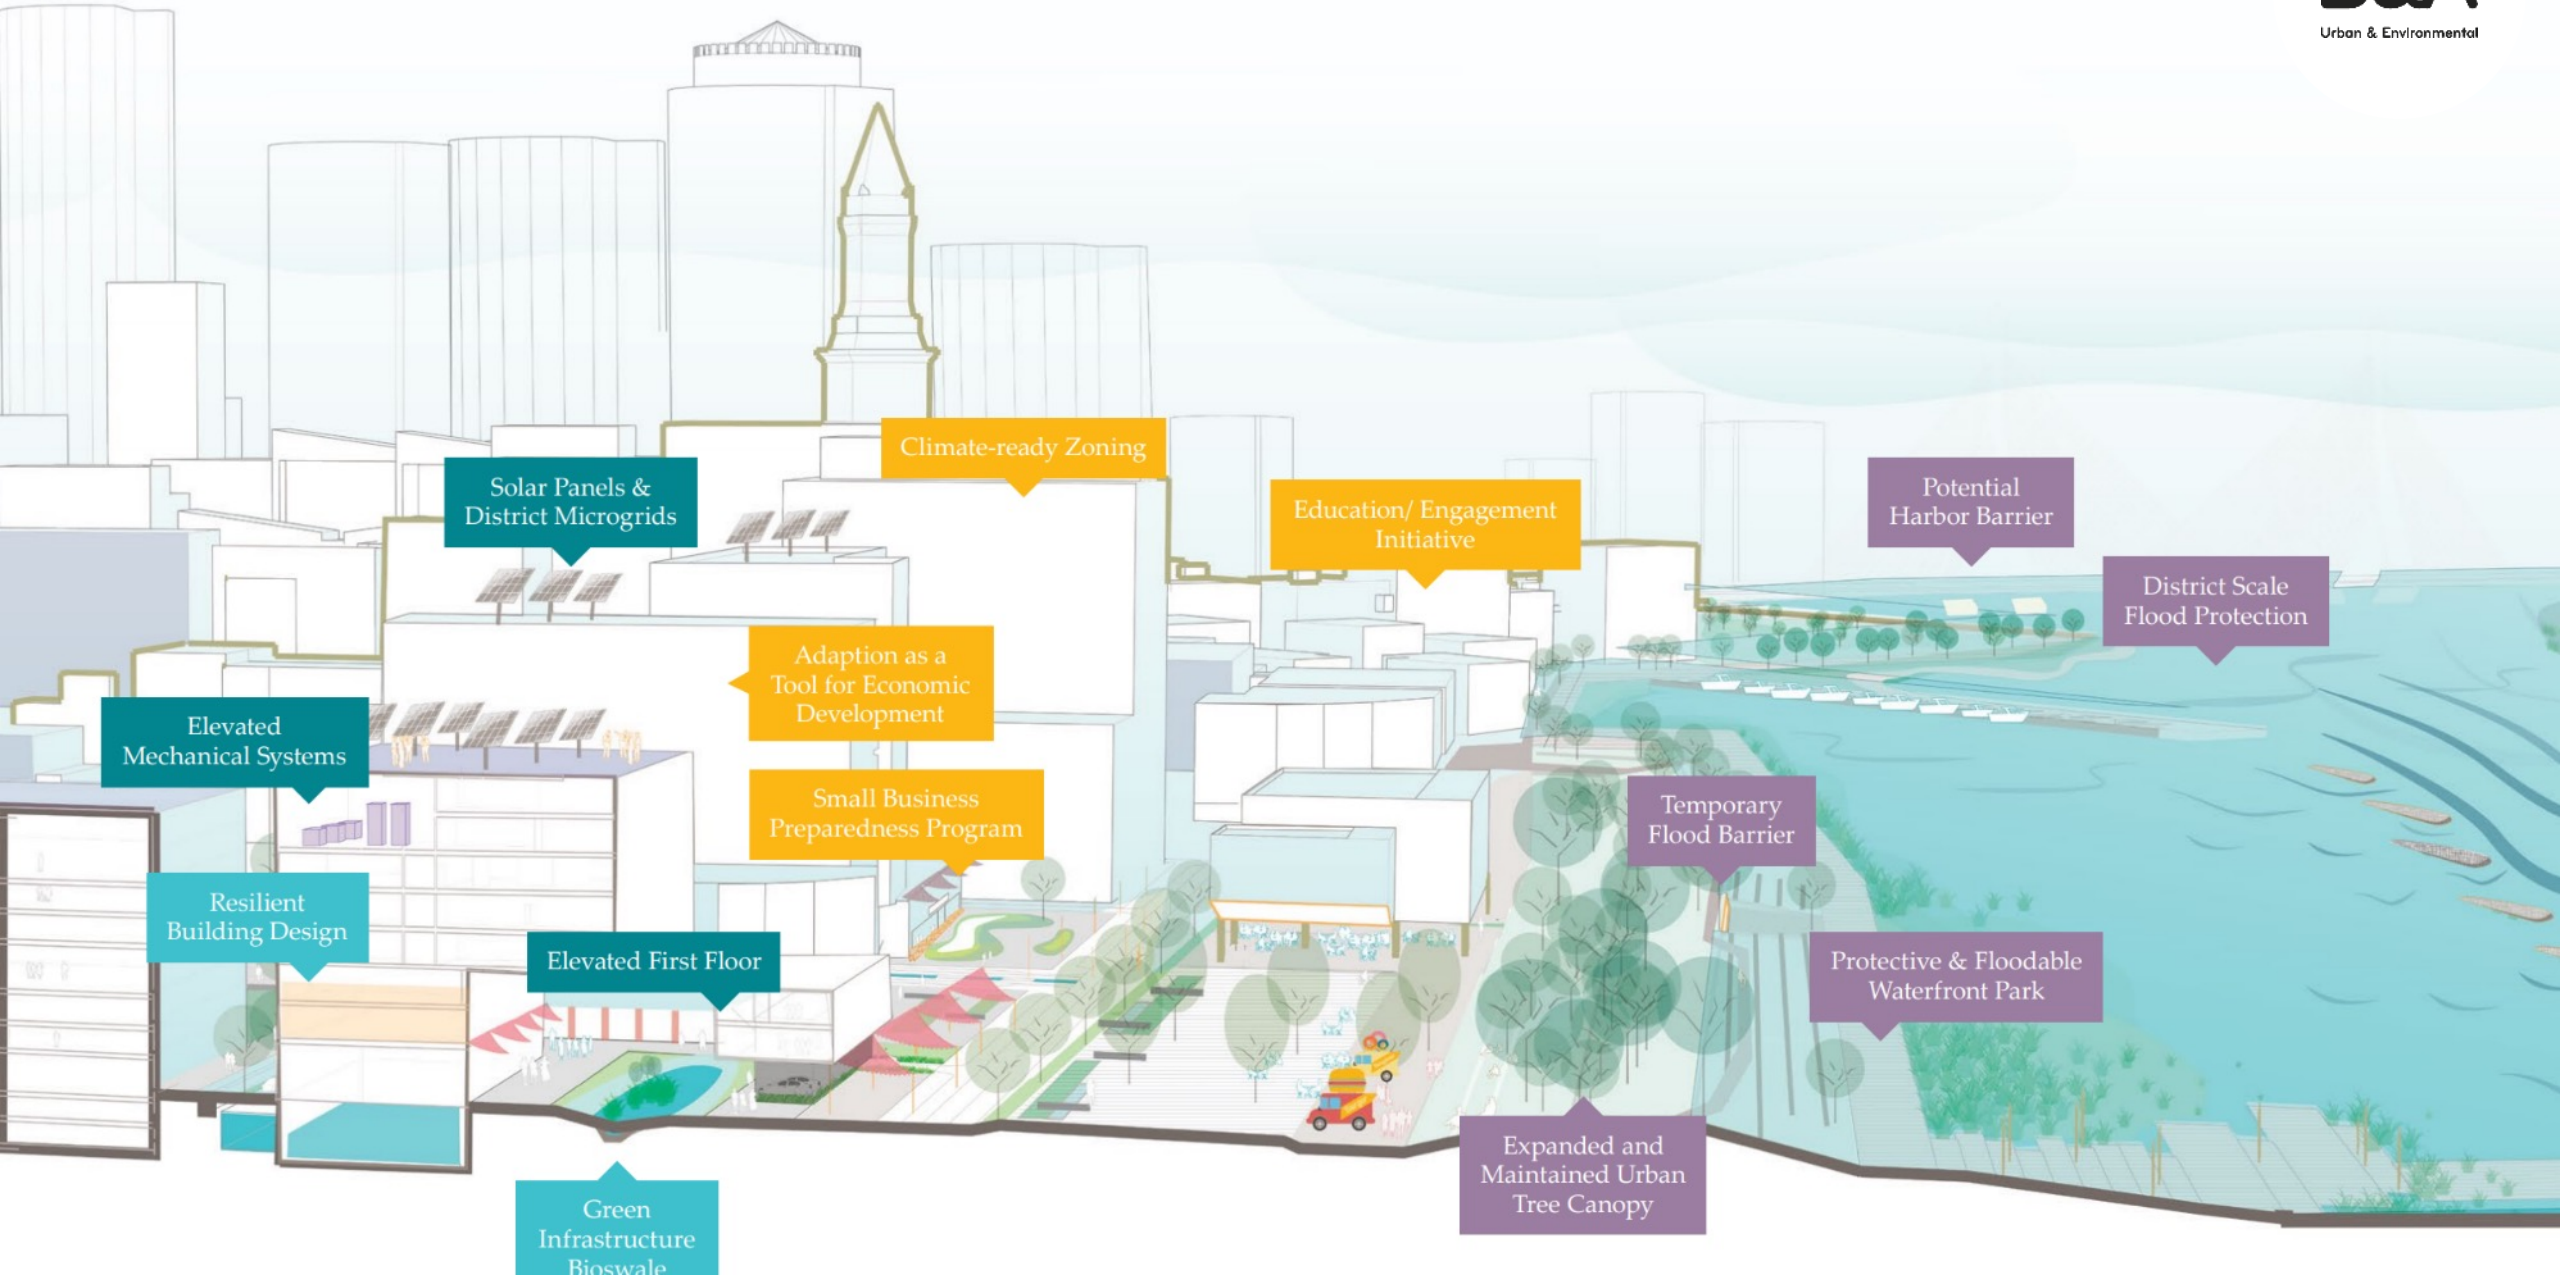 Urban & Environmental
Climate-ready Zoning
Solar Panels &
District Microgrids
Education/ Engagement
Initiative
Potential
Harbor Barrier
District Scale
Flood Protection
Adaption as a
Tool for Economic
Development
Elevated
Mechanical Systems
Small Business
Preparedness Program
Temporary
Flood Barrier
Resilient
Building Design
Elevated First Floor
Protective & Floodable
Waterfront Park
Expanded and
Maintained Urban
Tree Canopy
Green
Infrastructure
Bioswale